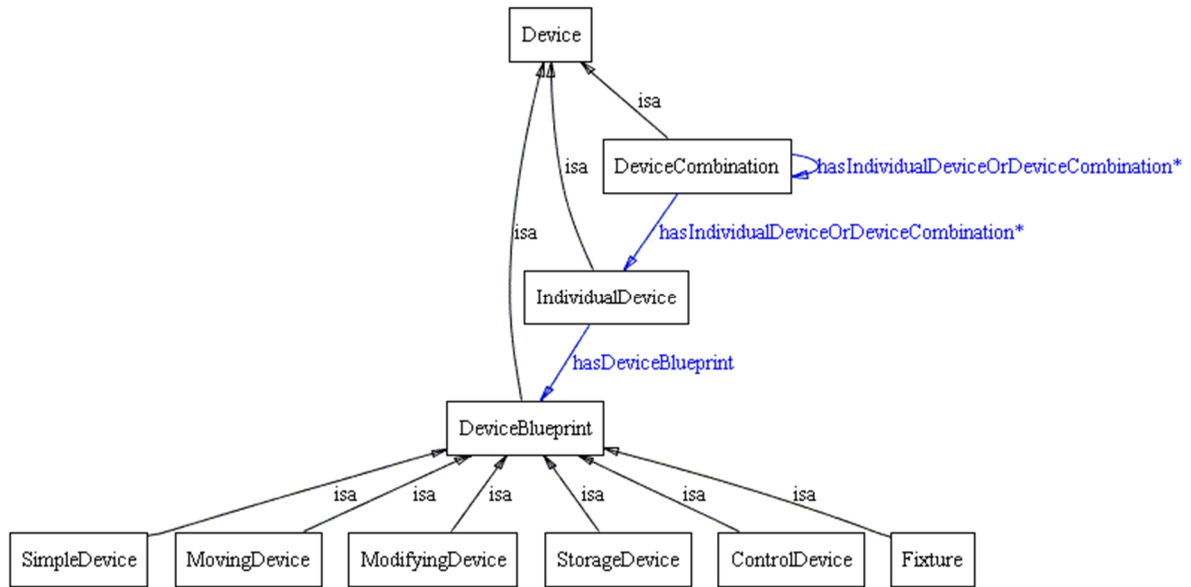 Device
isa
DeviceCombination
hasIndividualDeviceOrDeviceCombination*
isa
isa
hasIndividualDeviceOrDeviceCombination*
IndividualDevice
hasDeviceBlueprint
DeviceBlueprint
isa
isa
isa
isa
isa
isa
SimpleDevice
MovingDevice
ModifyingDevice
StorageDevice
ControlDevice
Fixture